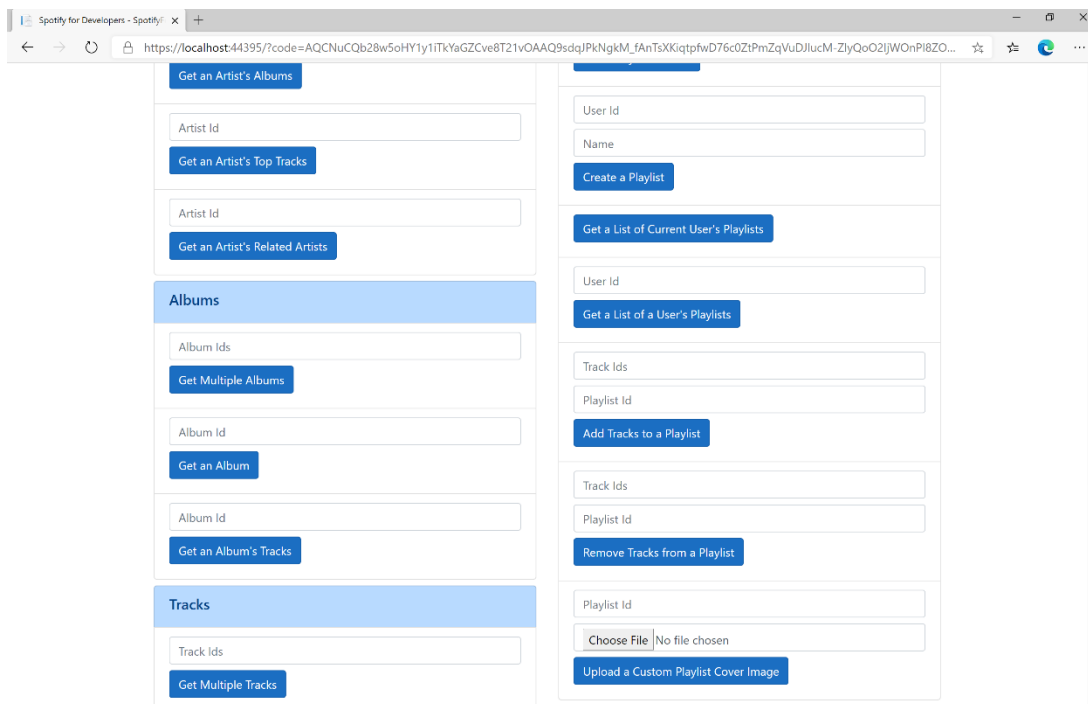 Spotify for Developers - Spotify
https://localhost:44395/?code=AQCNuCQb28w5oHY1y1iTkYaGZCve8T21vOAAQ9sdqJPkNgkM_fAnTsXKiqtpfwD76c0ZtPmZqVuDJlucM-ZlyQoO2IjWOnPl8ZO...
Get an Artist's Albums
Artist Id
Get an Artist's Top Tracks
Artist Id
Get an Artist's Related Artists
Albums
Album Ids
Get Multiple Albums
Album Id
Get an Album
Album Id
Get an Album's Tracks
Tracks
Track Ids
Get Multiple Tracks
User Id
Name
Create a Playlist
Get a List of Current User's Playlists
User Id
Get a List of a User's Playlists
Track Ids
Playlist Id
Add Tracks to a Playlist
Track Ids
Playlist Id
Remove Tracks from a Playlist
Playlist Id
Choose File No file chosen
Upload a Custom Playlist Cover Image